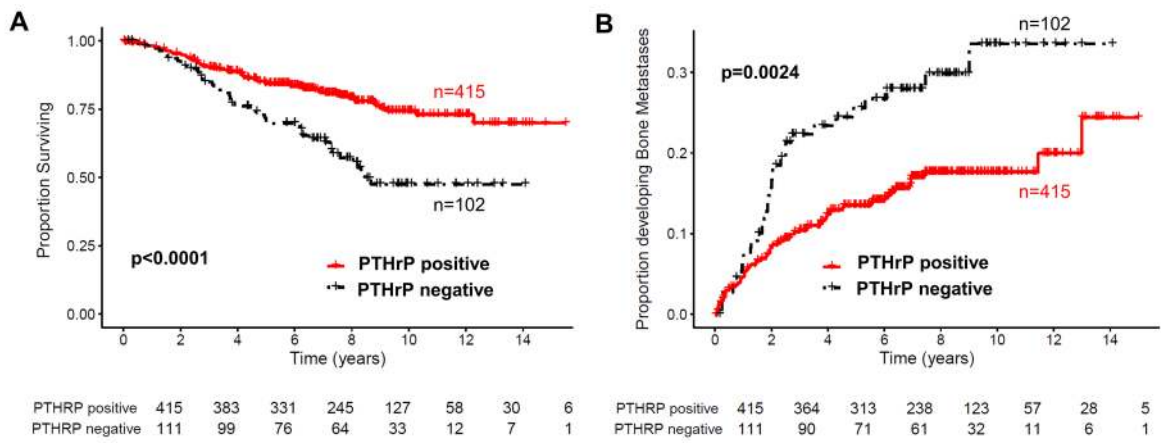 A
Proportion Surviving
1.00
0.75
0.50
0.25
0.00
n=415
n=102
p<0.0001
PTHrP positive
PTHrP negative
0 2 4 6 8 10 12 14
Time (years)
PTHRP positive 415 383 331 245 127 58 30 6
PTHRP negative 111 99 76 64 33 12 7 1
B
Proportion developing Bone Metastases
0.3
0.2
0.1
0
n=102
p=0.0024
n=415
PTHrP positive
PTHrP negative
0 2 4 6 8 10 12 14
Time (years)
PTHRP positive 415 364 313 238 123 57 28 5
PTHRP negative 111 90 71 61 32 11 6 1